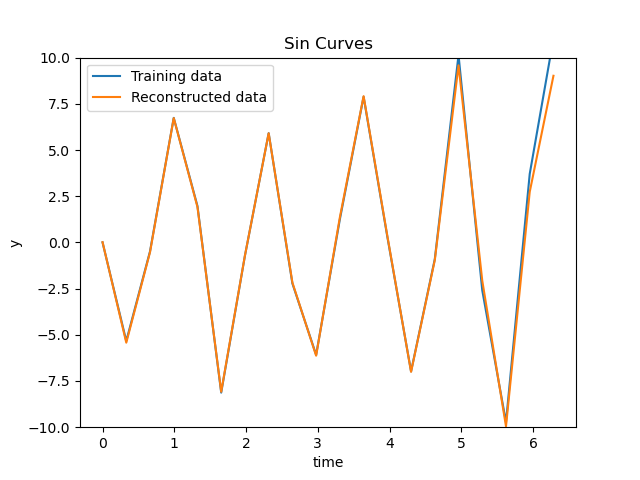 Sin Curves
Training data
Reconstructed data
10.0
7.5
5.0
2.5
0.0
−2.5
−5.0
−7.5
−10.0
y
0 1 2 3 4 5 6
time